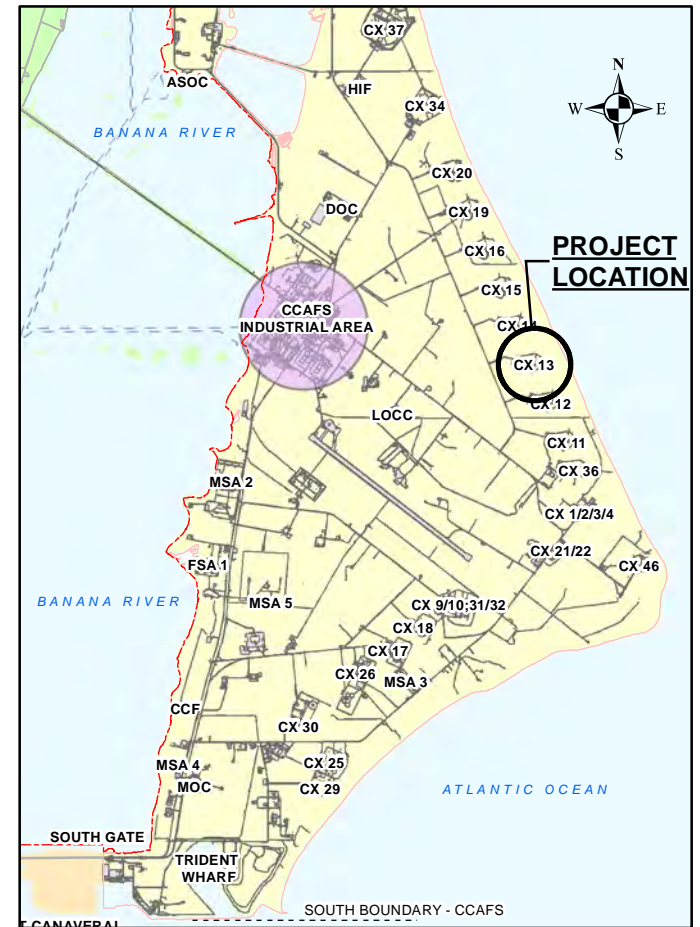 CX 37
ASOC
HIF
N
W
E
S
CX 34
BANANA RIVER
CX 20
DOC
CX 19
CX 16
PROJECT
LOCATION
CX 15
CCAFS
INDUSTRIAL AREA
CX 14
CX 13
CX 12
LOCC
CX 11
CX 36
MSA 2
CX 1/2/3/4
CX 21/22
FSA 1
CX 46
BANANA RIVER
MSA 5
CX 9/10;31/32
CX 18
CX 17
CX 26
MSA 3
CCF
CX 30
MSA 4
CX 25
MOC
CX 29
ATLANTIC OCEAN
SOUTH GATE
TRIDENT
WHARF
SOUTH BOUNDARY - CCAFS
T CANAVERAL